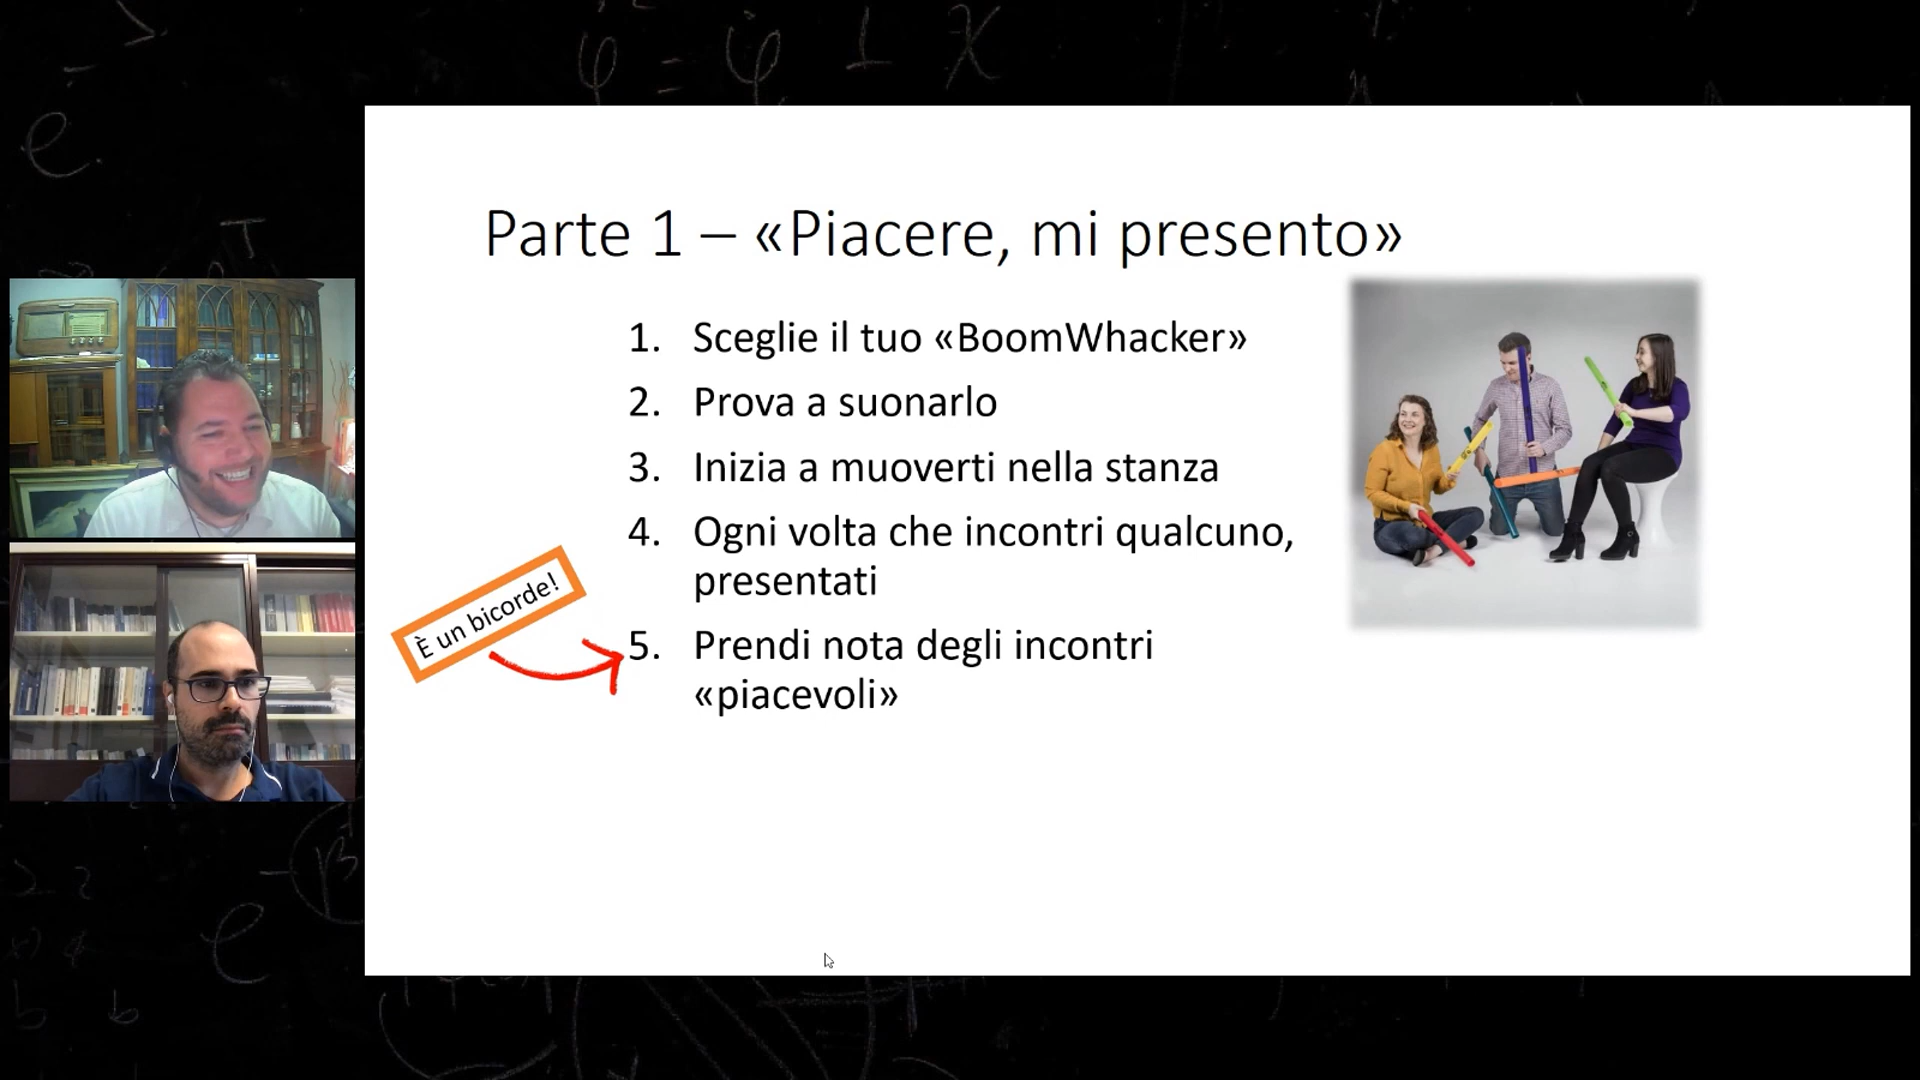 Parte 1 – «Piacere, mi presento»
1. Sceglie il tuo «BoomWhacker»
2. Prova a suonarlo
3. Inizia a muoverti nella stanza
4. Ogni volta che incontri qualcuno,
presentati
È un bicorde!
5. Prendi nota degli incontri
«piacevoli»